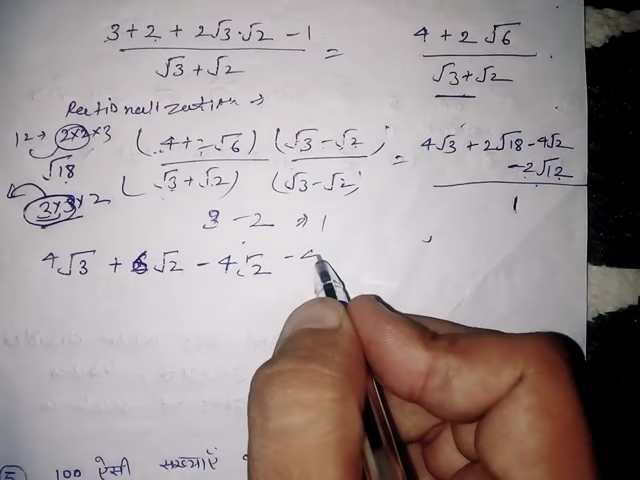 3+2+2√3·√2-1 / √3+√2 = 4+2√6 / √3+√2
Rationalization →
12→ 2×2×3
√18
3×3×2
(4+2√6) (√3-√2) / (√3+√2) (√3-√2) = 4√3+2√18-4√2-2√12 / 1
3-2 ⇒ 1
4√3+6√2-4√2-4
5 100 ऐसी संख्याएँ